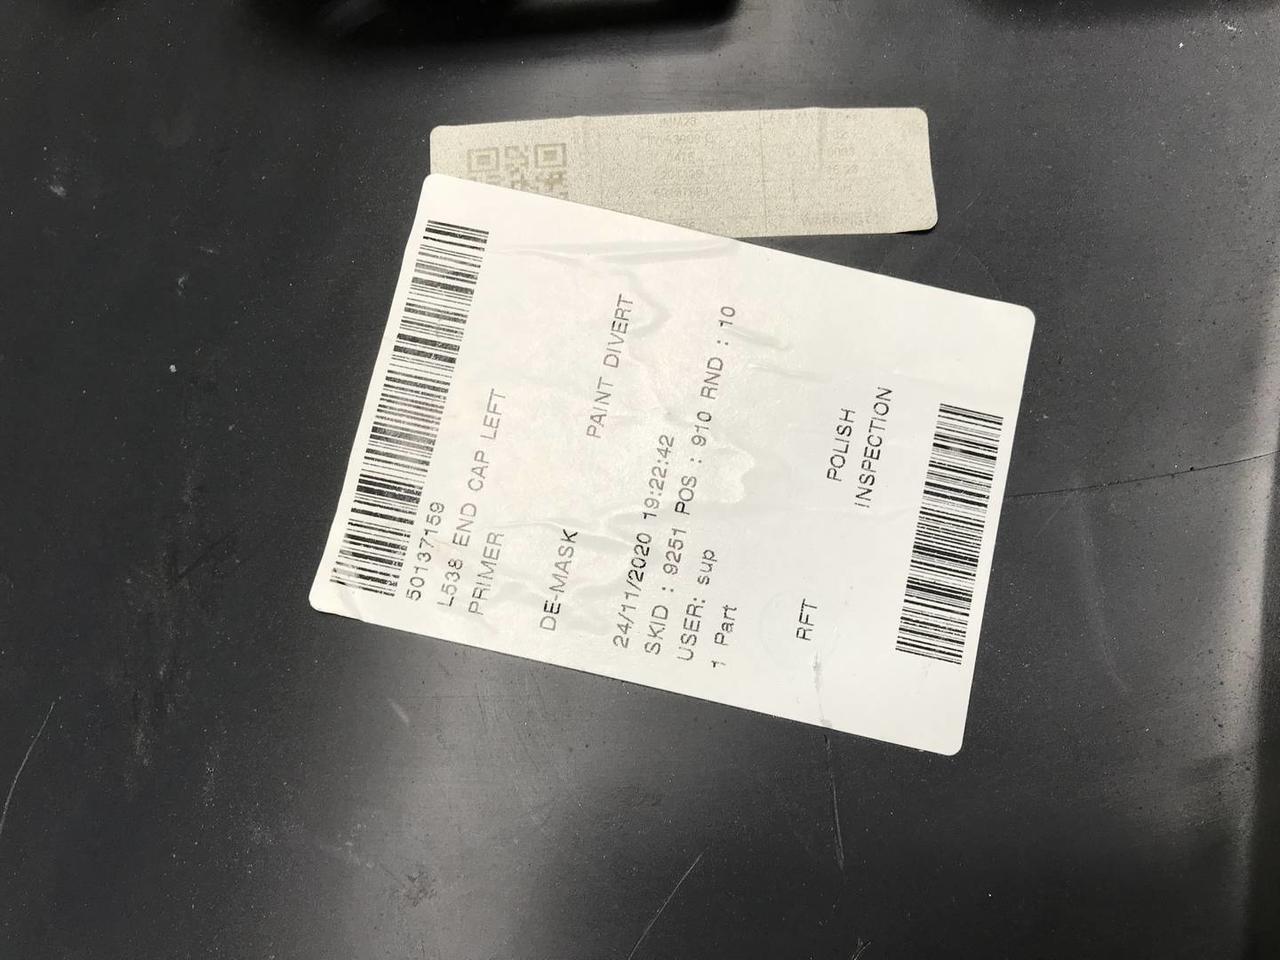 50137159
L538 END CAP LEFT
PRIMER
DE-MASK PAINT DIVERT
24/11/2020 19:22:42
SKID : 9251 POS : 910 RND : 10
USER: sup
1 Part
RFT POLISH
INSPECTION